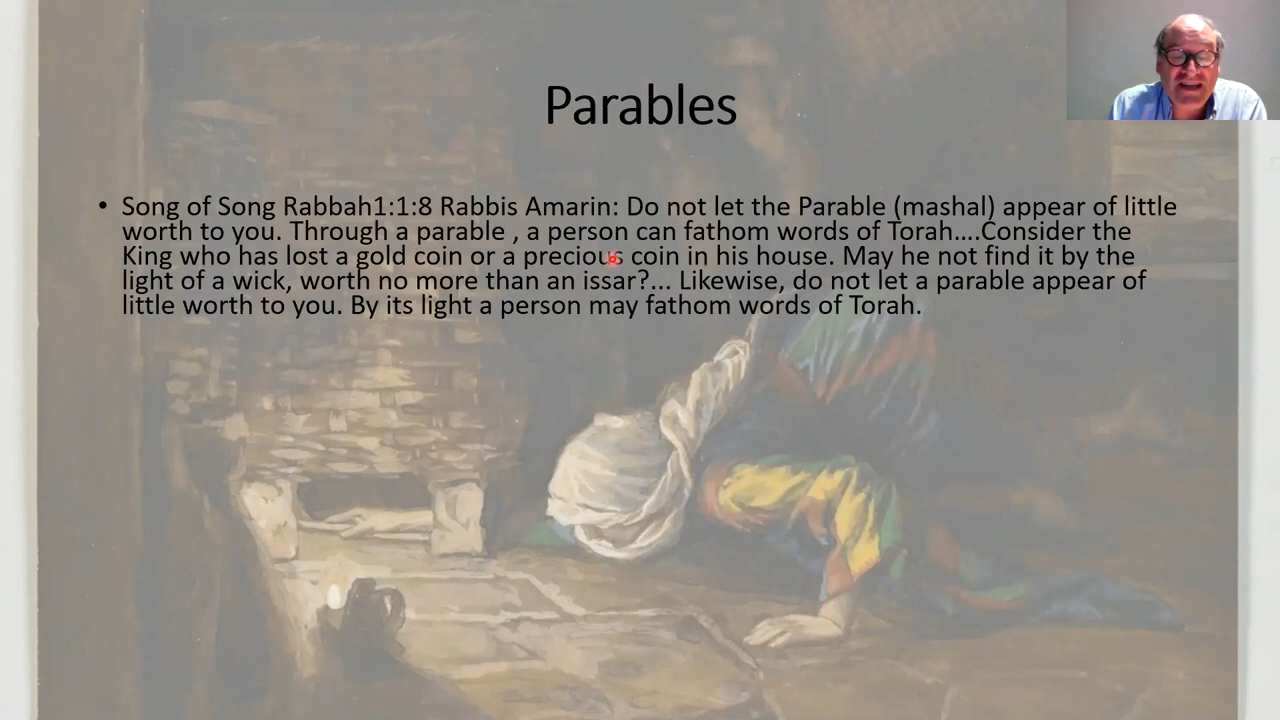 Parables
• Song of Song Rabbah1:1:8 Rabbis Amarin: Do not let the Parable (mashal) appear of little
worth to you. Through a parable , a person can fathom words of Torah….Consider the
King who has lost a gold coin or a precious coin in his house. May he not find it by the
light of a wick, worth no more than an issar?... Likewise, do not let a parable appear of
little worth to you. By its light a person may fathom words of Torah.